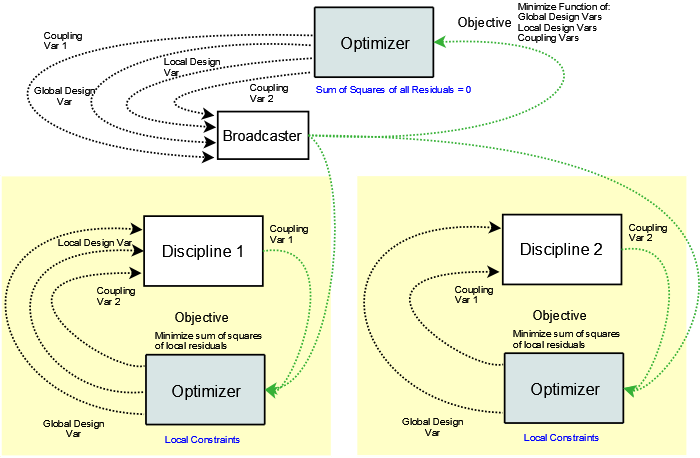 Coupling
Var 1
Optimizer
Objective
Minimize Function of:
Global Design Vars
Local Design Vars
Coupling Vars
Local Design
Var
Global Design
Var
Coupling
Var 2
Sum of Squares of all Residuals = 0
Broadcaster
Local Design Var
Discipline 1
Coupling
Var 1
Coupling
Var 2
Objective
Minimize sum of squares
of local residuals
Optimizer
Global Design
Var
Local Constraints
Discipline 2
Coupling
Var 2
Coupling
Var 1
Objective
Minimize sum of squares
of local residuals
Optimizer
Global Design
Var
Local Constraints